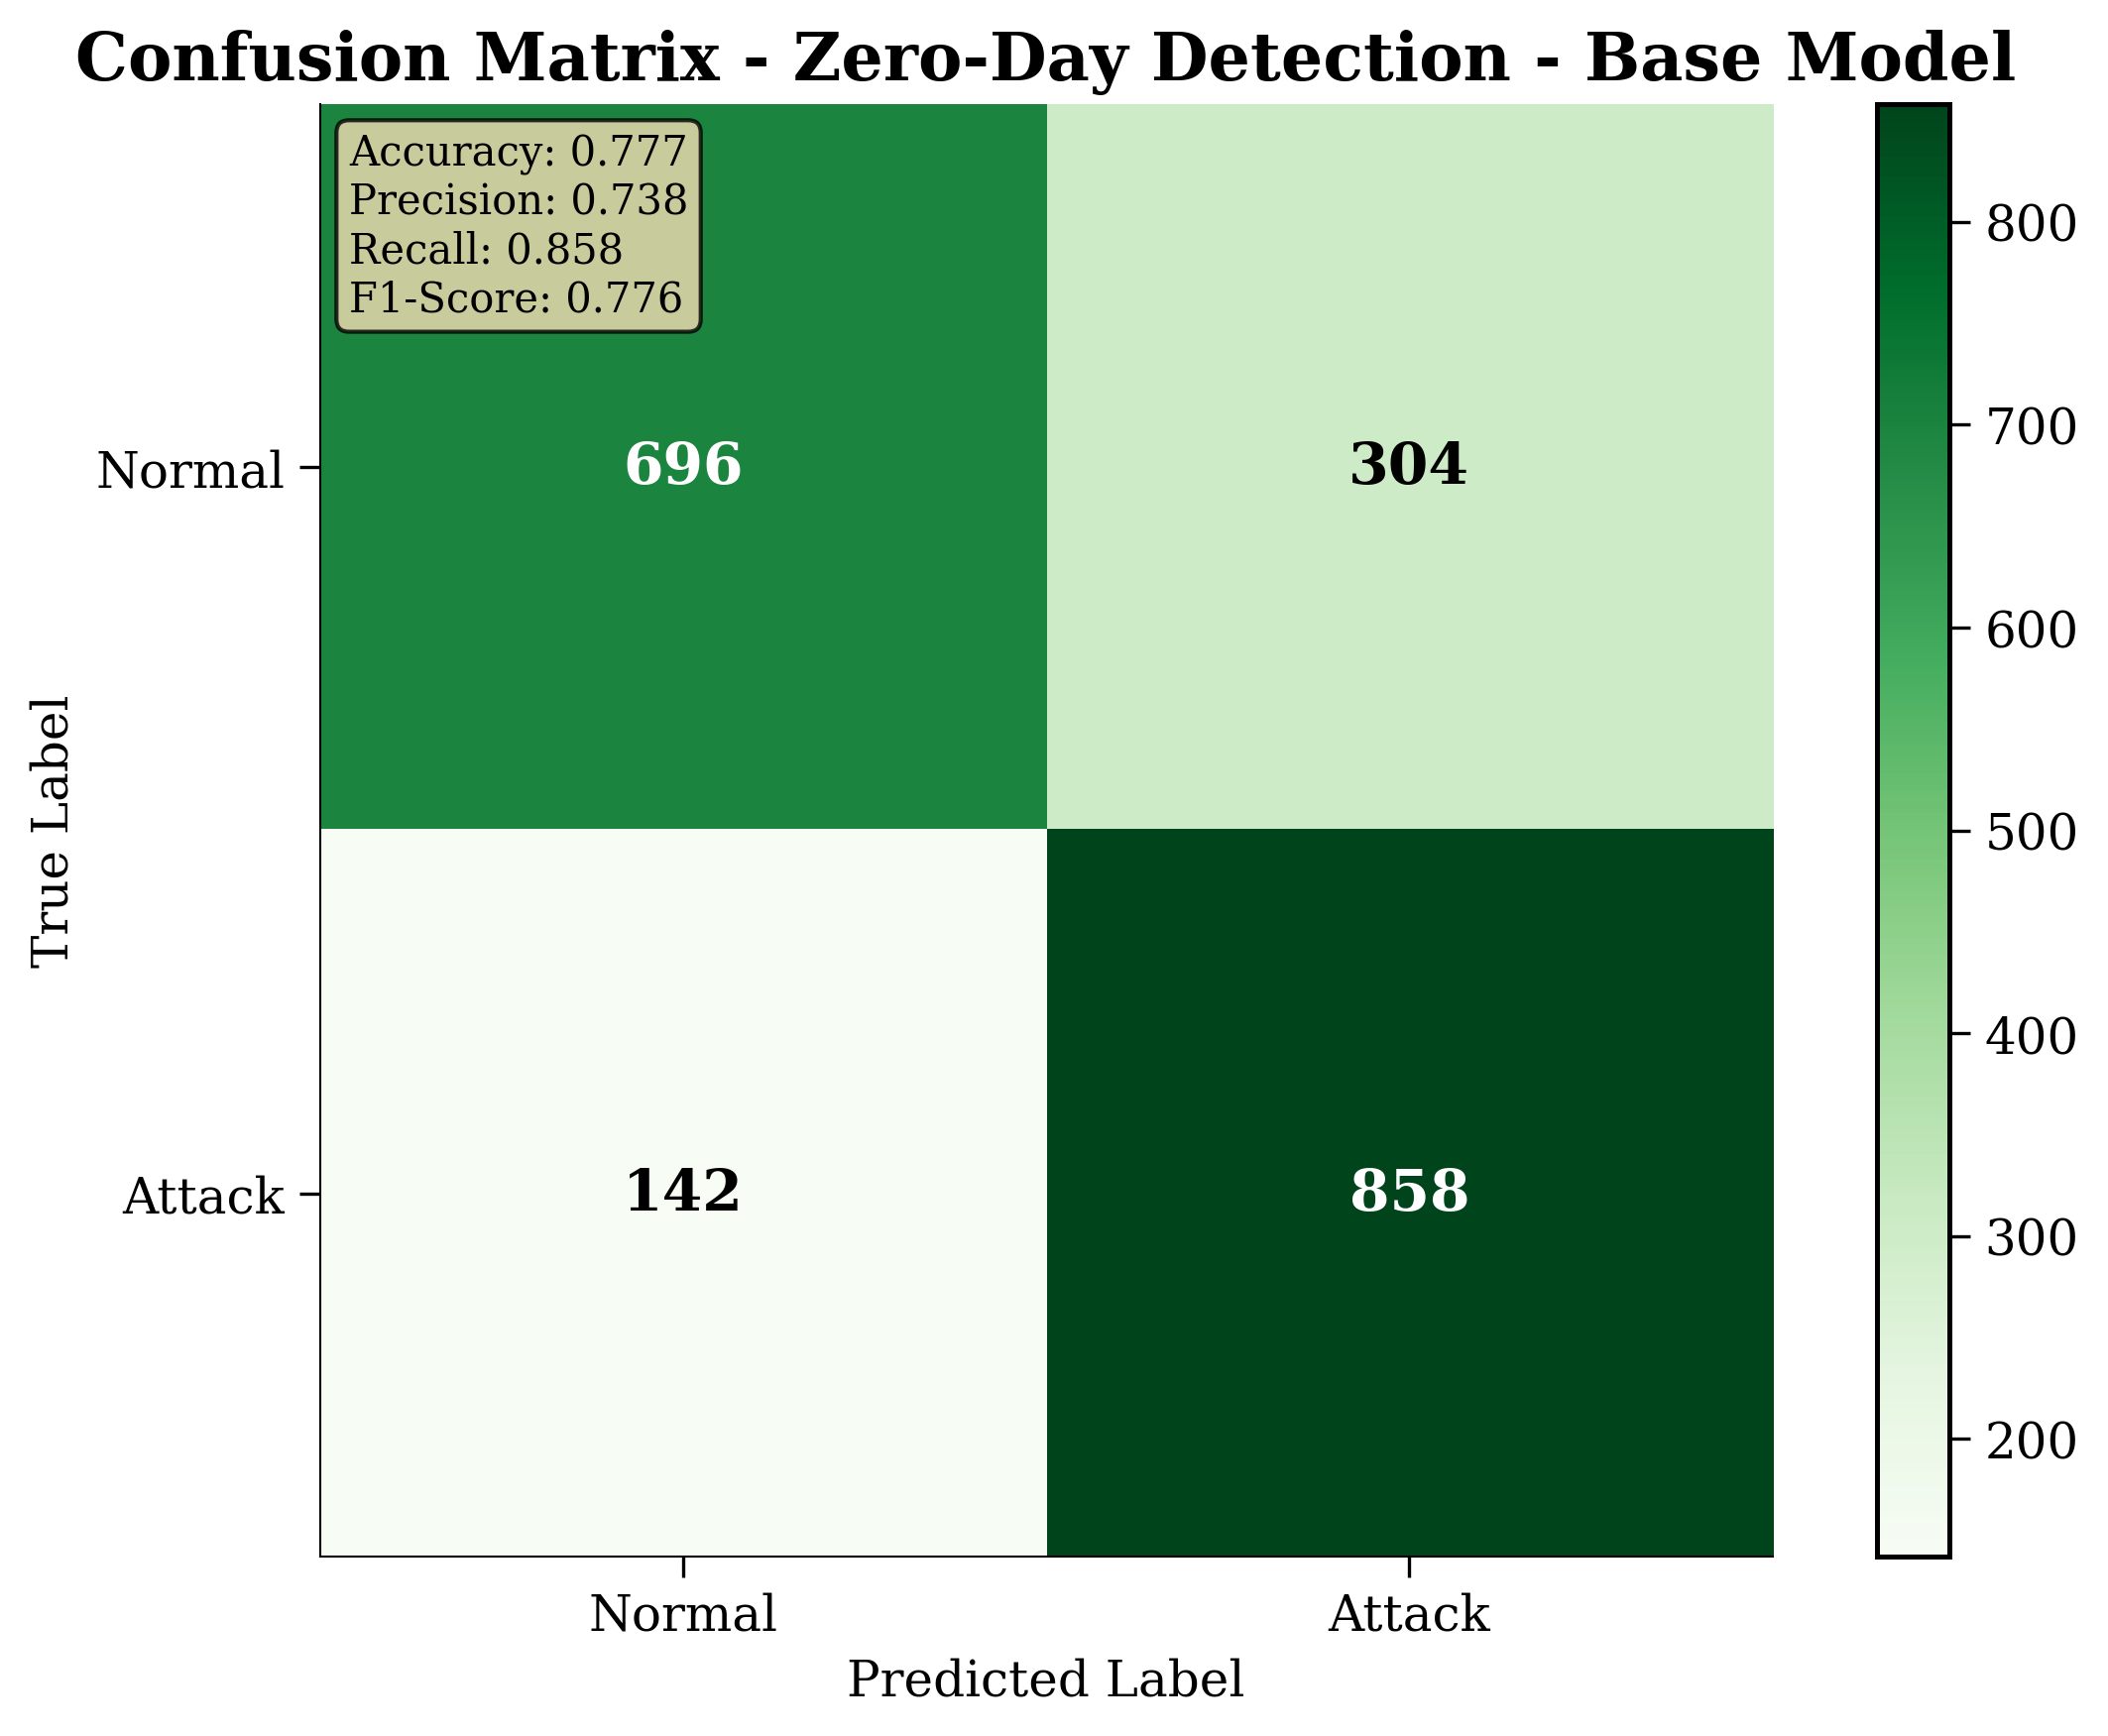 Confusion Matrix - Zero-Day Detection - Base Model
Accuracy: 0.777
Precision: 0.738
Recall: 0.858
F1-Score: 0.776
Normal
696
304
True Label
Attack
142
858
Normal
Attack
Predicted Label
800
700
600
500
400
300
200